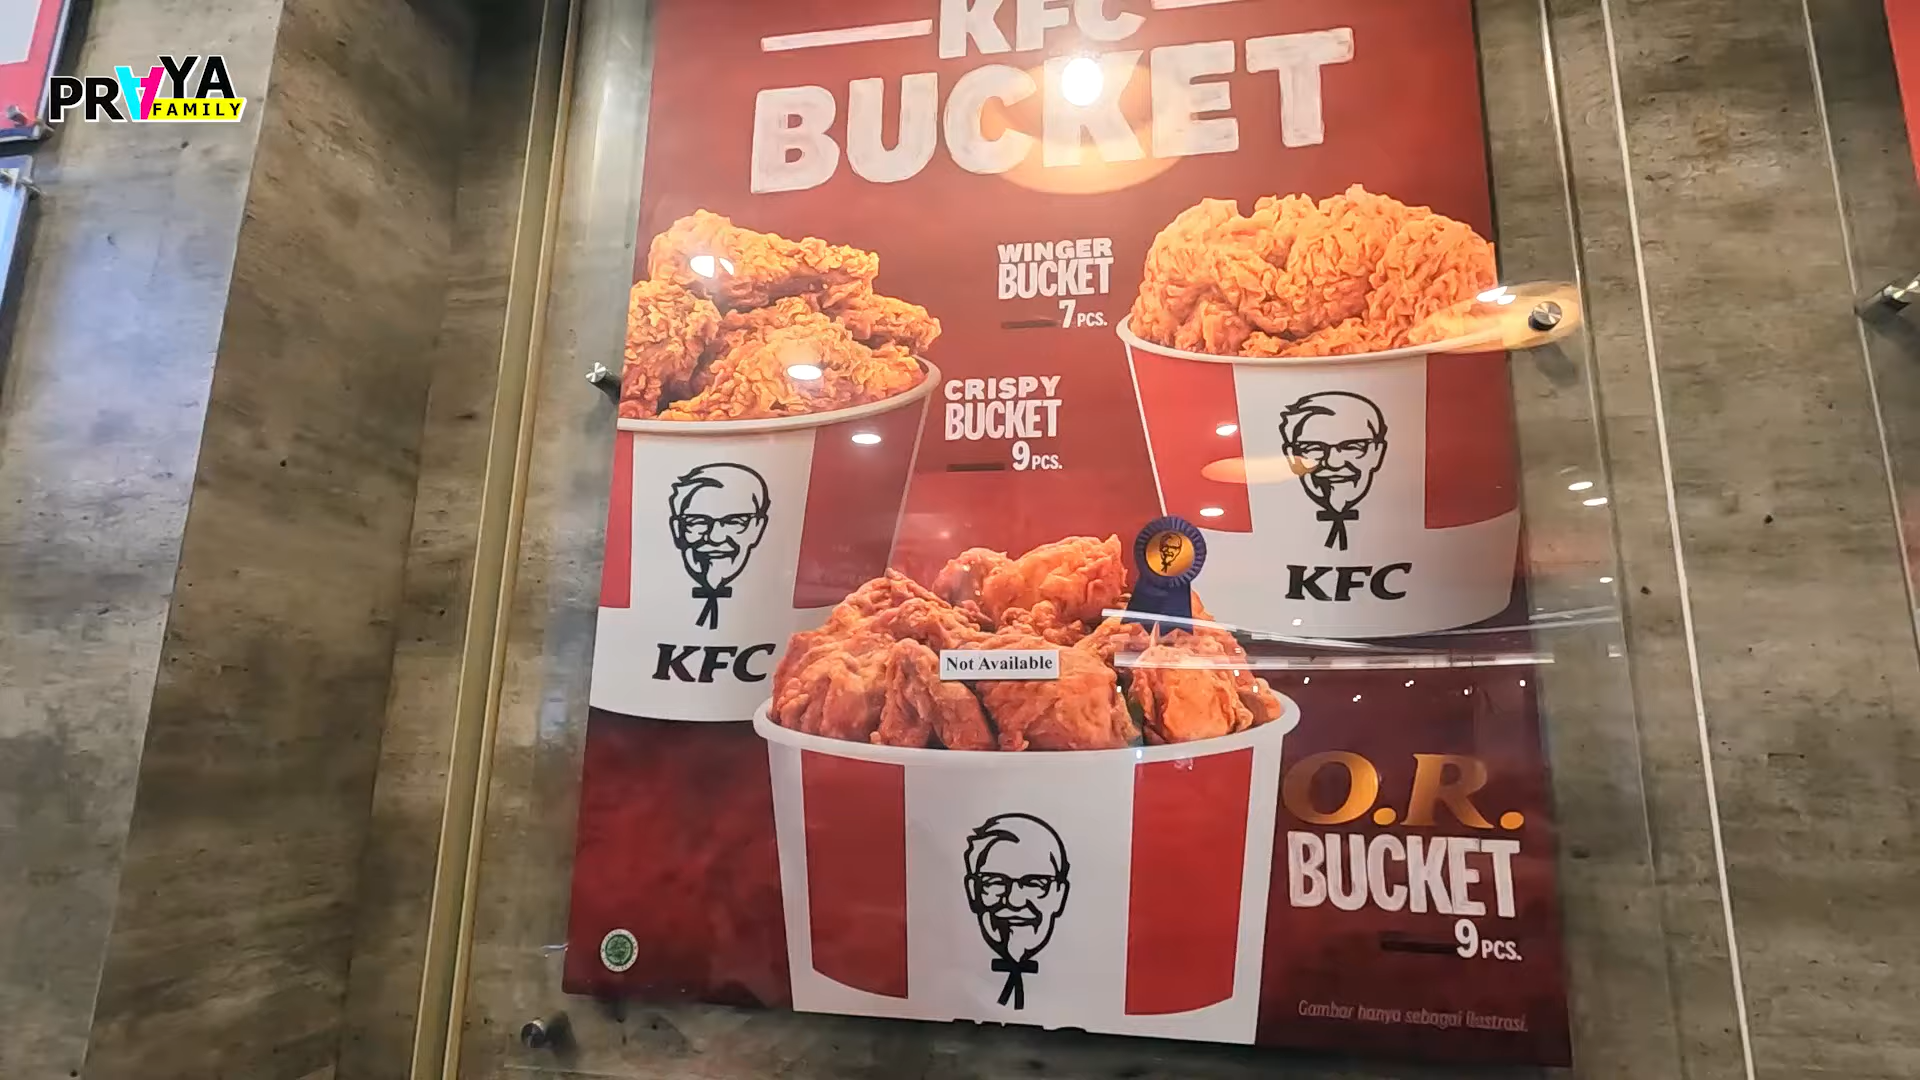 PRAYA
FAMILY
KFC
BUCKET
WINGER
BUCKET
7 PCS.
CRISPY
BUCKET
9 PCS.
KFC
KFC
Not Available
O.R.
BUCKET
9 PCS.
Gambar hanya sebagai ilustrasi.